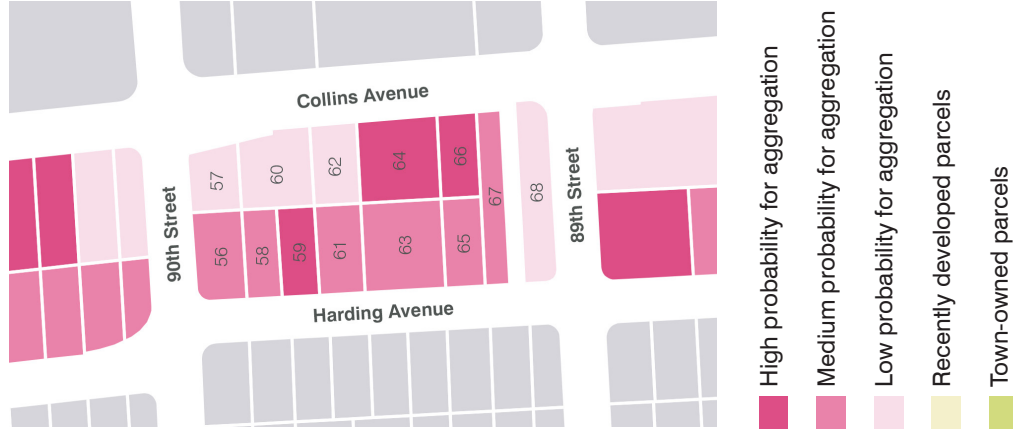 Collins Avenue
90th Street
89th Street
57
60
62
64
66
67
68
56
58
59
61
63
65
Harding Avenue
High probability for aggregation
Medium probability for aggregation
Low probability for aggregation
Recently developed parcels
Town-owned parcels